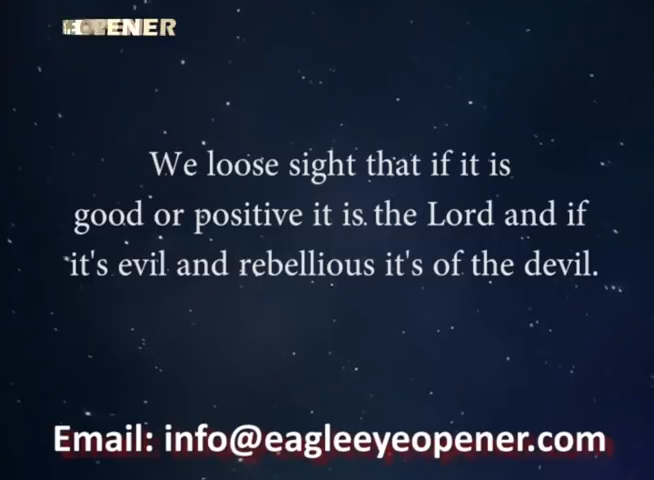 OPENER
We loose sight that if it is
good or positive it is the Lord and if
it's evil and rebellious it's of the devil.
Email: info@eagleeyeopener.com